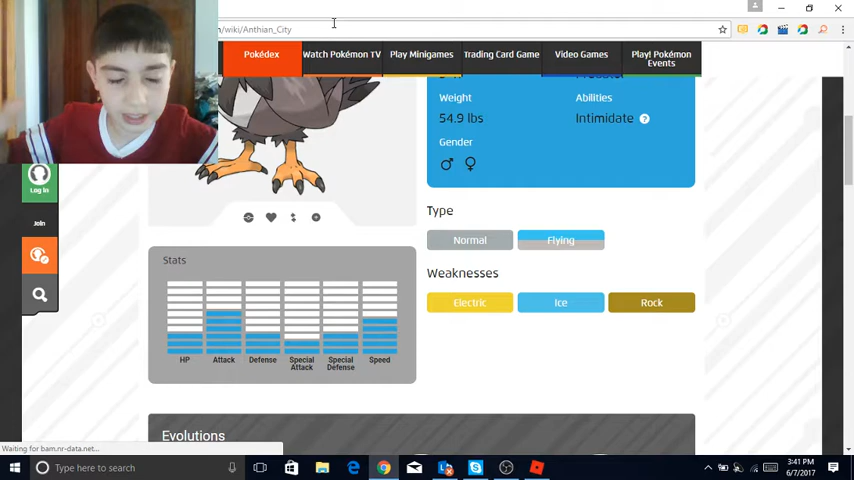 /wiki/Anthian_City
Pokédex
Watch Pokémon TV
Play Minigames
Trading Card Game
Video Games
Play! Pokémon Events
Weight
Abilities
54.9 lbs
Intimidate ?
Gender
Log In
Join
Type
Normal
Flying
Stats
HP
Attack
Defense
Special Attack
Special Defense
Speed
Weaknesses
Electric
Ice
Rock
Evolutions
Waiting for bam.nr-data.net...
Type here to search
3:41 PM
6/7/2017